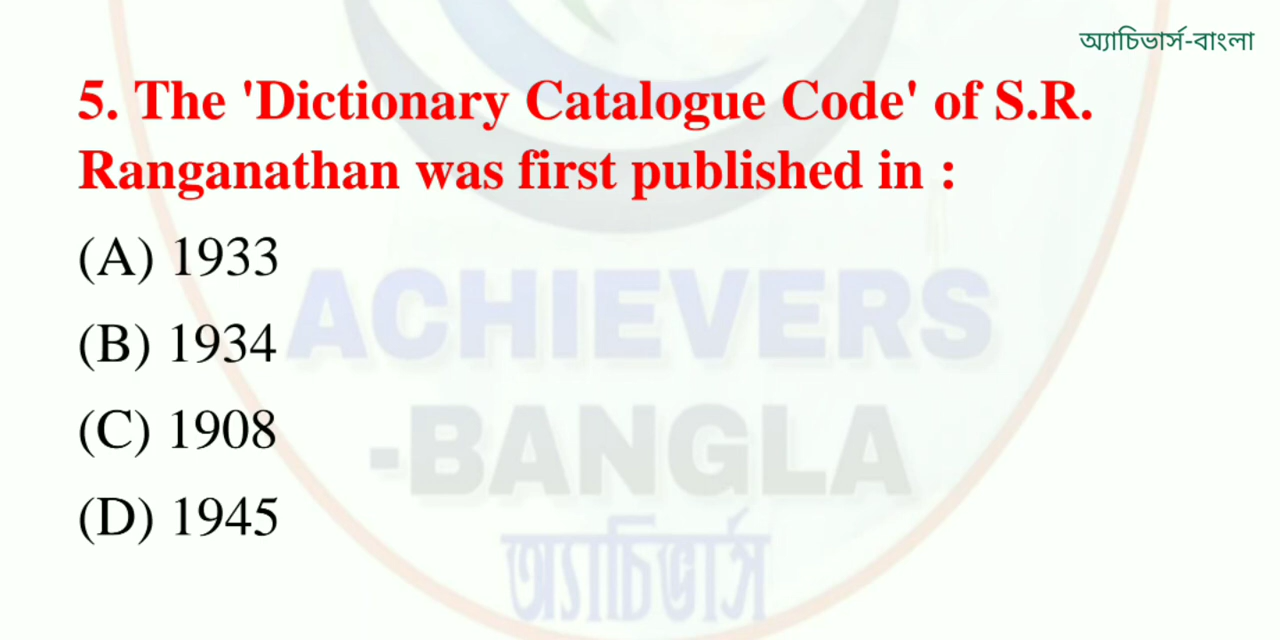 অ্যাচিভার্স-বাংলা
5. The 'Dictionary Catalogue Code' of S.R.
Ranganathan was first published in :
(A) 1933
(B) 1934
(C) 1908
(D) 1945
ACHIEVERS
-BANGLA
অ্যাচিভার্স